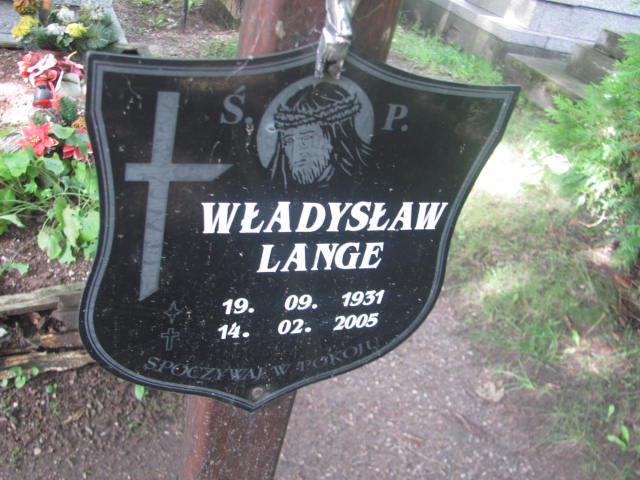 Ś. P.
WŁADYSŁAW
LANGE
19. 09. 1931
14. 02. 2005
SPOCZYWAJ W POKOJU